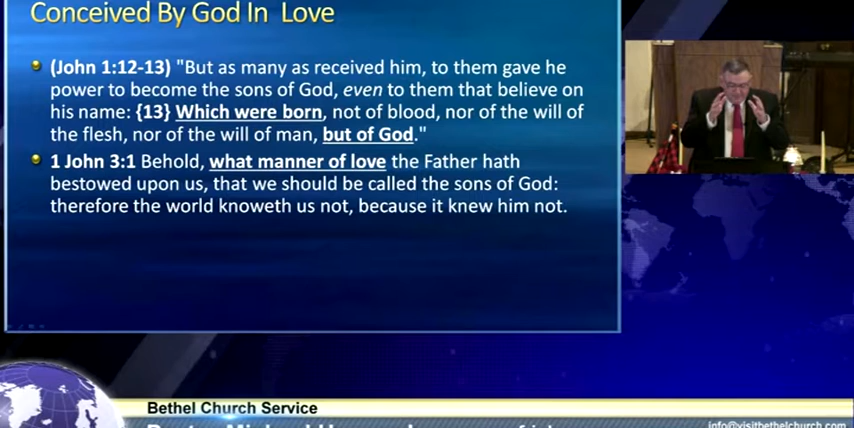 Conceived By God In Love
(John 1:12-13) "But as many as received him, to them gave he
power to become the sons of God, even to them that believe on
his name: {13} Which were born, not of blood, nor of the will of
the flesh, nor of the will of man, but of God."
1 John 3:1 Behold, what manner of love the Father hath
bestowed upon us, that we should be called the sons of God:
therefore the world knoweth us not, because it knew him not.
Bethel Church Service
info@visitbethelchurch.com